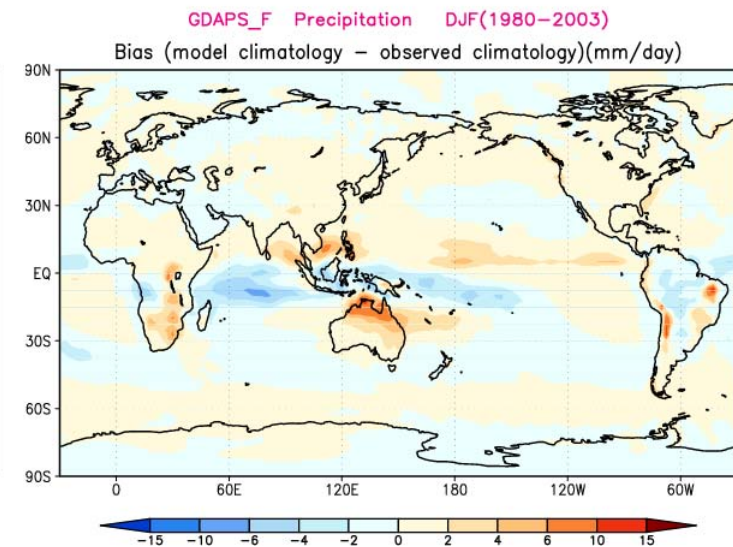 GDAPS_F Precipitation DJF(1980-2003)
Bias (model climatology - observed climatology)(mm/day)
90N
60N
30N
EQ
30S
60S
90S
0 60E 120E 180 120W 60W
-15 -10 -6 -4 -2 0 2 4 6 10 15